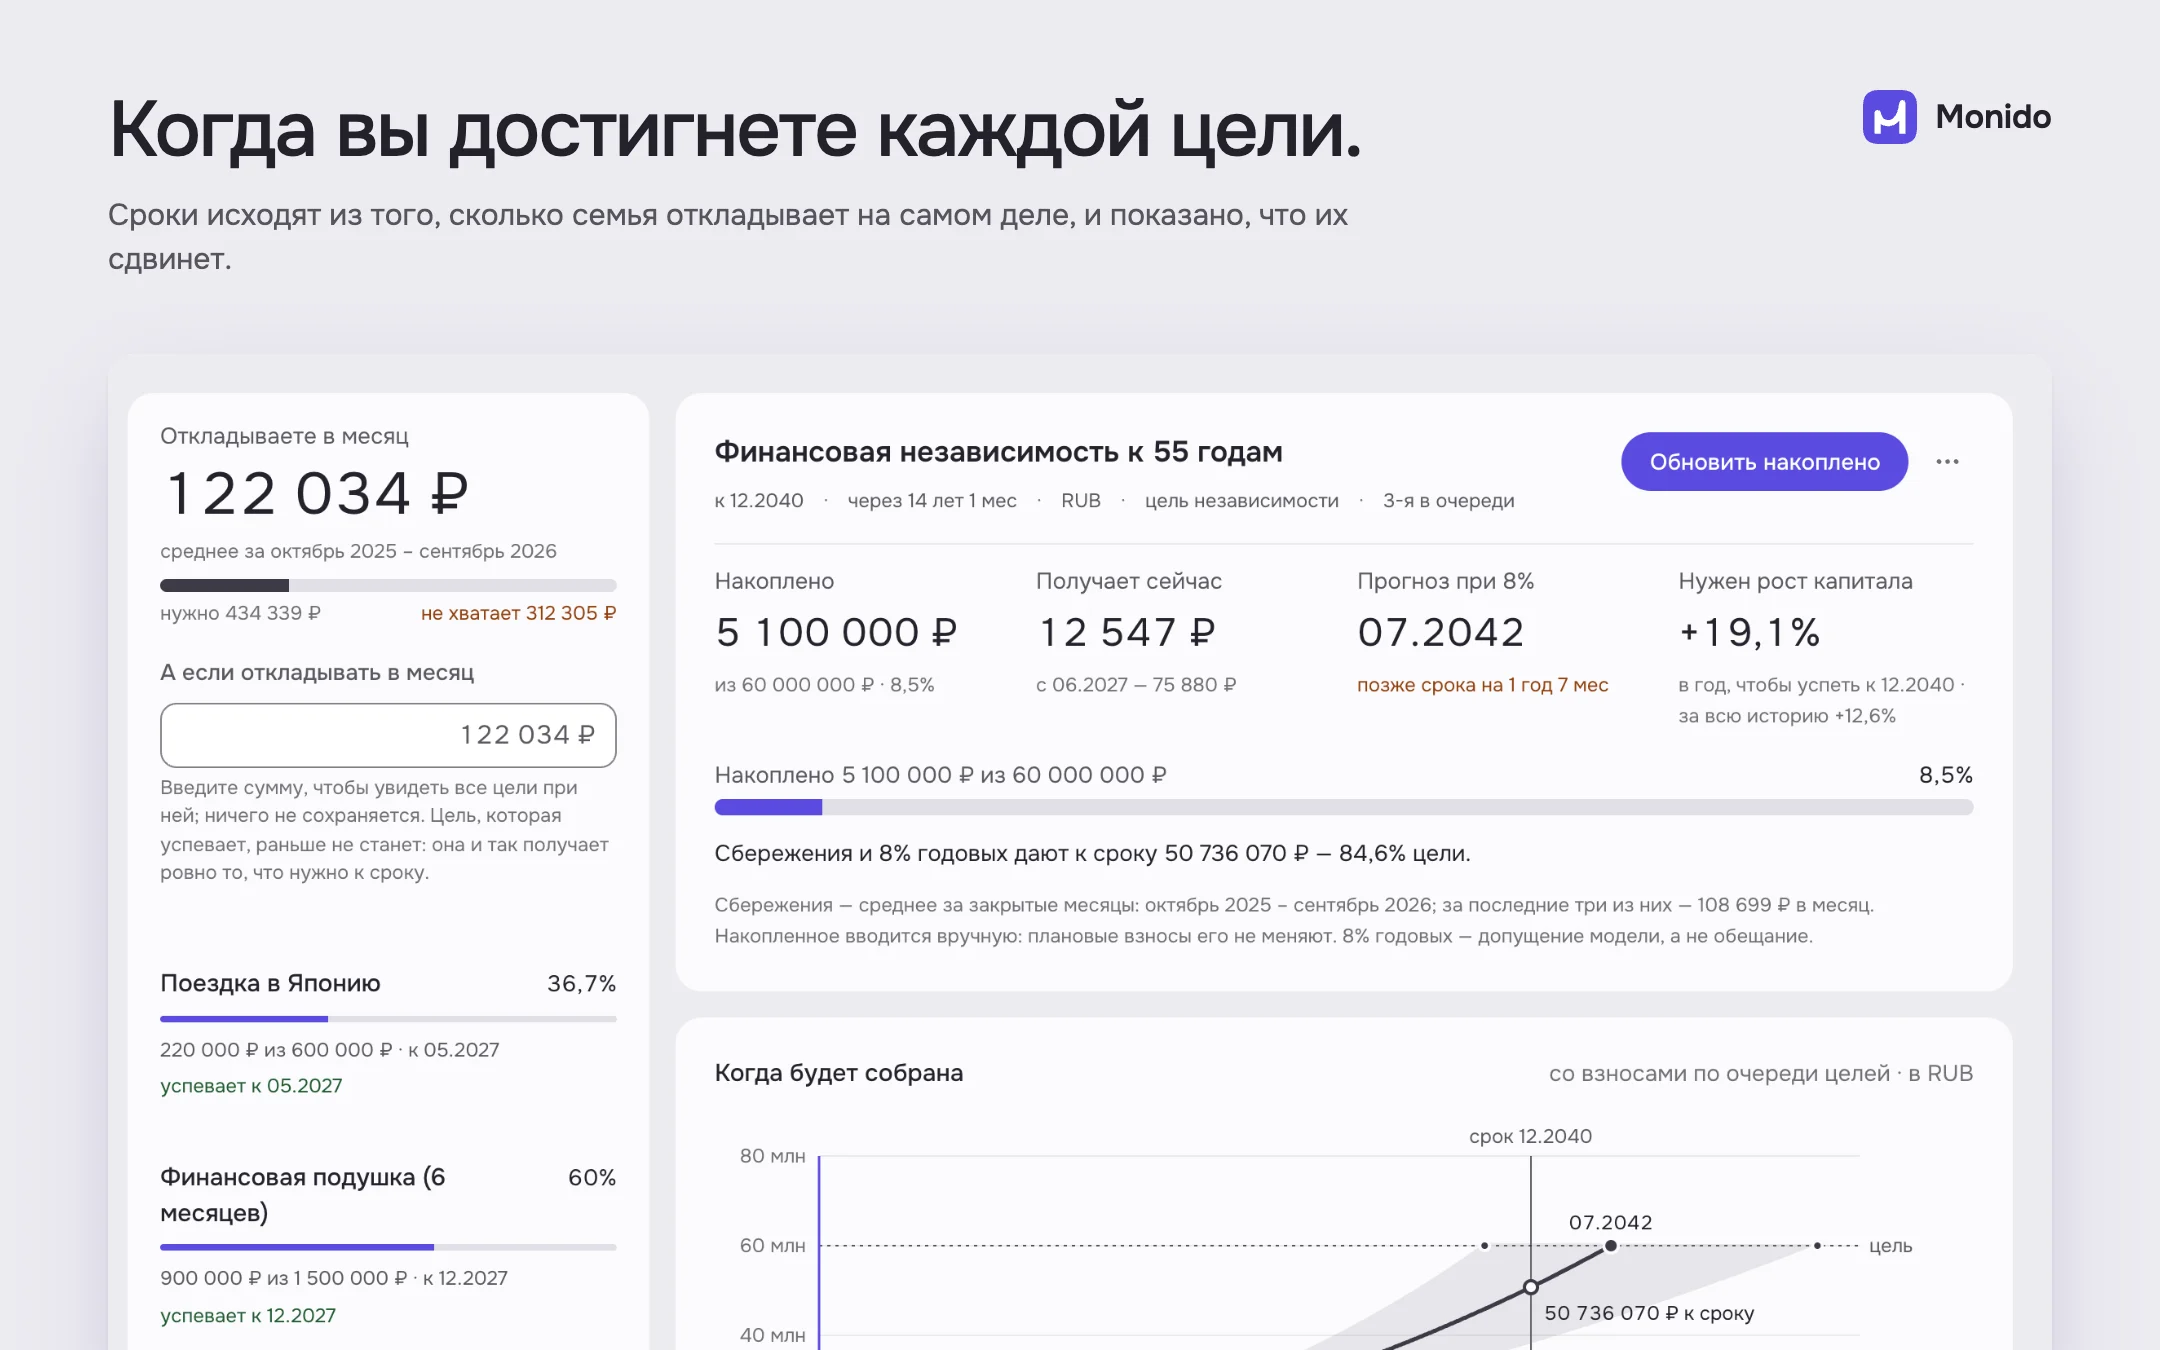 Когда вы достигнете каждой цели.
Monido
Сроки исходят из того, сколько семья откладывает на самом деле, и показано, что их
сдвинет.
Откладываете в месяц
122 034 ₽
среднее за октябрь 2025 – сентябрь 2026
нужно 434 339 ₽
не хватает 312 305 ₽
А если откладывать в месяц
122 034 ₽
Введите сумму, чтобы увидеть все цели при
ней; ничего не сохраняется. Цель, которая
успевает, раньше не станет: она и так получает
ровно то, что нужно к сроку.
Поездка в Японию
36,7%
220 000 ₽ из 600 000 ₽ · к 05.2027
успевает к 05.2027
Финансовая подушка (6
месяцев)
60%
900 000 ₽ из 1 500 000 ₽ · к 12.2027
успевает к 12.2027
Финансовая независимость к 55 годам
Обновить накоплено
к 12.2040 · через 14 лет 1 мес · RUB · цель независимости · 3-я в очереди
Накоплено
5 100 000 ₽
из 60 000 000 ₽ · 8,5%
Получает сейчас
12 547 ₽
с 06.2027 — 75 880 ₽
Прогноз при 8%
07.2042
позже срока на 1 год 7 мес
Нужен рост капитала
+19,1%
в год, чтобы успеть к 12.2040 ·
за всю историю +12,6%
Накоплено 5 100 000 ₽ из 60 000 000 ₽
8,5%
Сбережения и 8% годовых дают к сроку 50 736 070 ₽ — 84,6% цели.
Сбережения — среднее за закрытые месяцы: октябрь 2025 – сентябрь 2026; за последние три из них — 108 699 ₽ в месяц.
Накопленное вводится вручную: плановые взносы его не меняют. 8% годовых — допущение модели, а не обещание.
Когда будет собрана
со взносами по очереди целей · в RUB
срок 12.2040
80 млн
07.2042
60 млн
цель
50 736 070 ₽ к сроку
40 млн